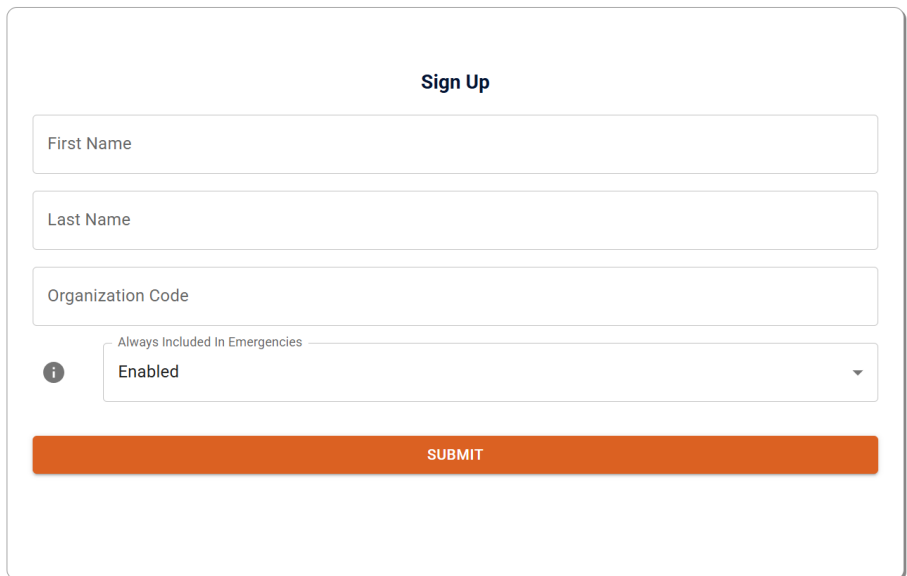 Sign Up
First Name
Last Name
Organization Code
Always Included In Emergencies
Enabled
SUBMIT